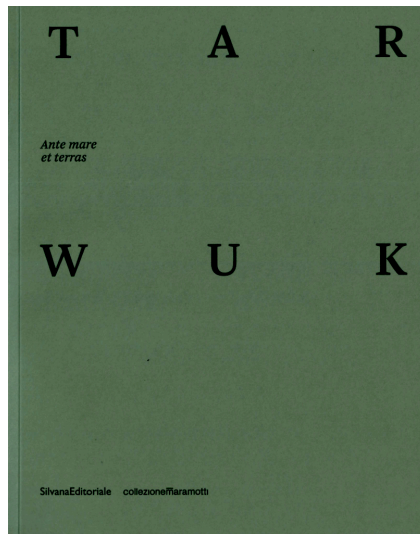 T A R
Ante mare
et terras
W U K
SilvanaEditoriale collezionemaramotti